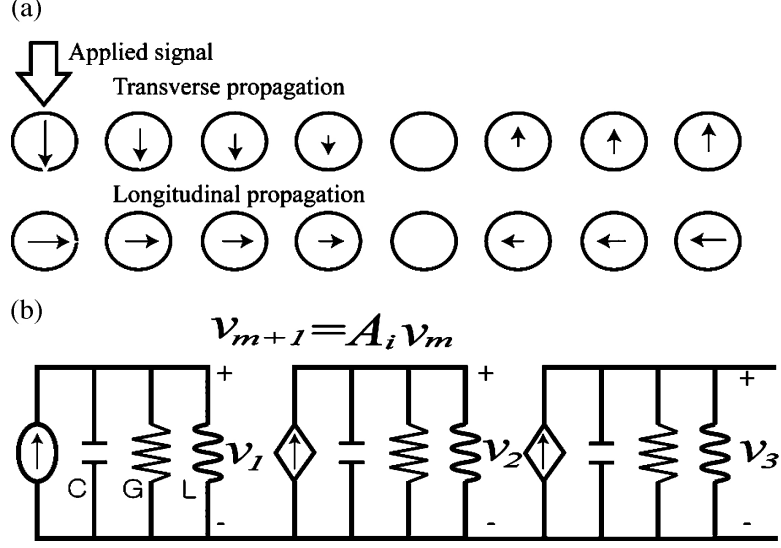 (a)
Applied signal
Transverse propagation
Longitudinal propagation
(b)
v_{m+1}=A_i v_m
+ + +
C G L v_1 v_2 v_3
- - -